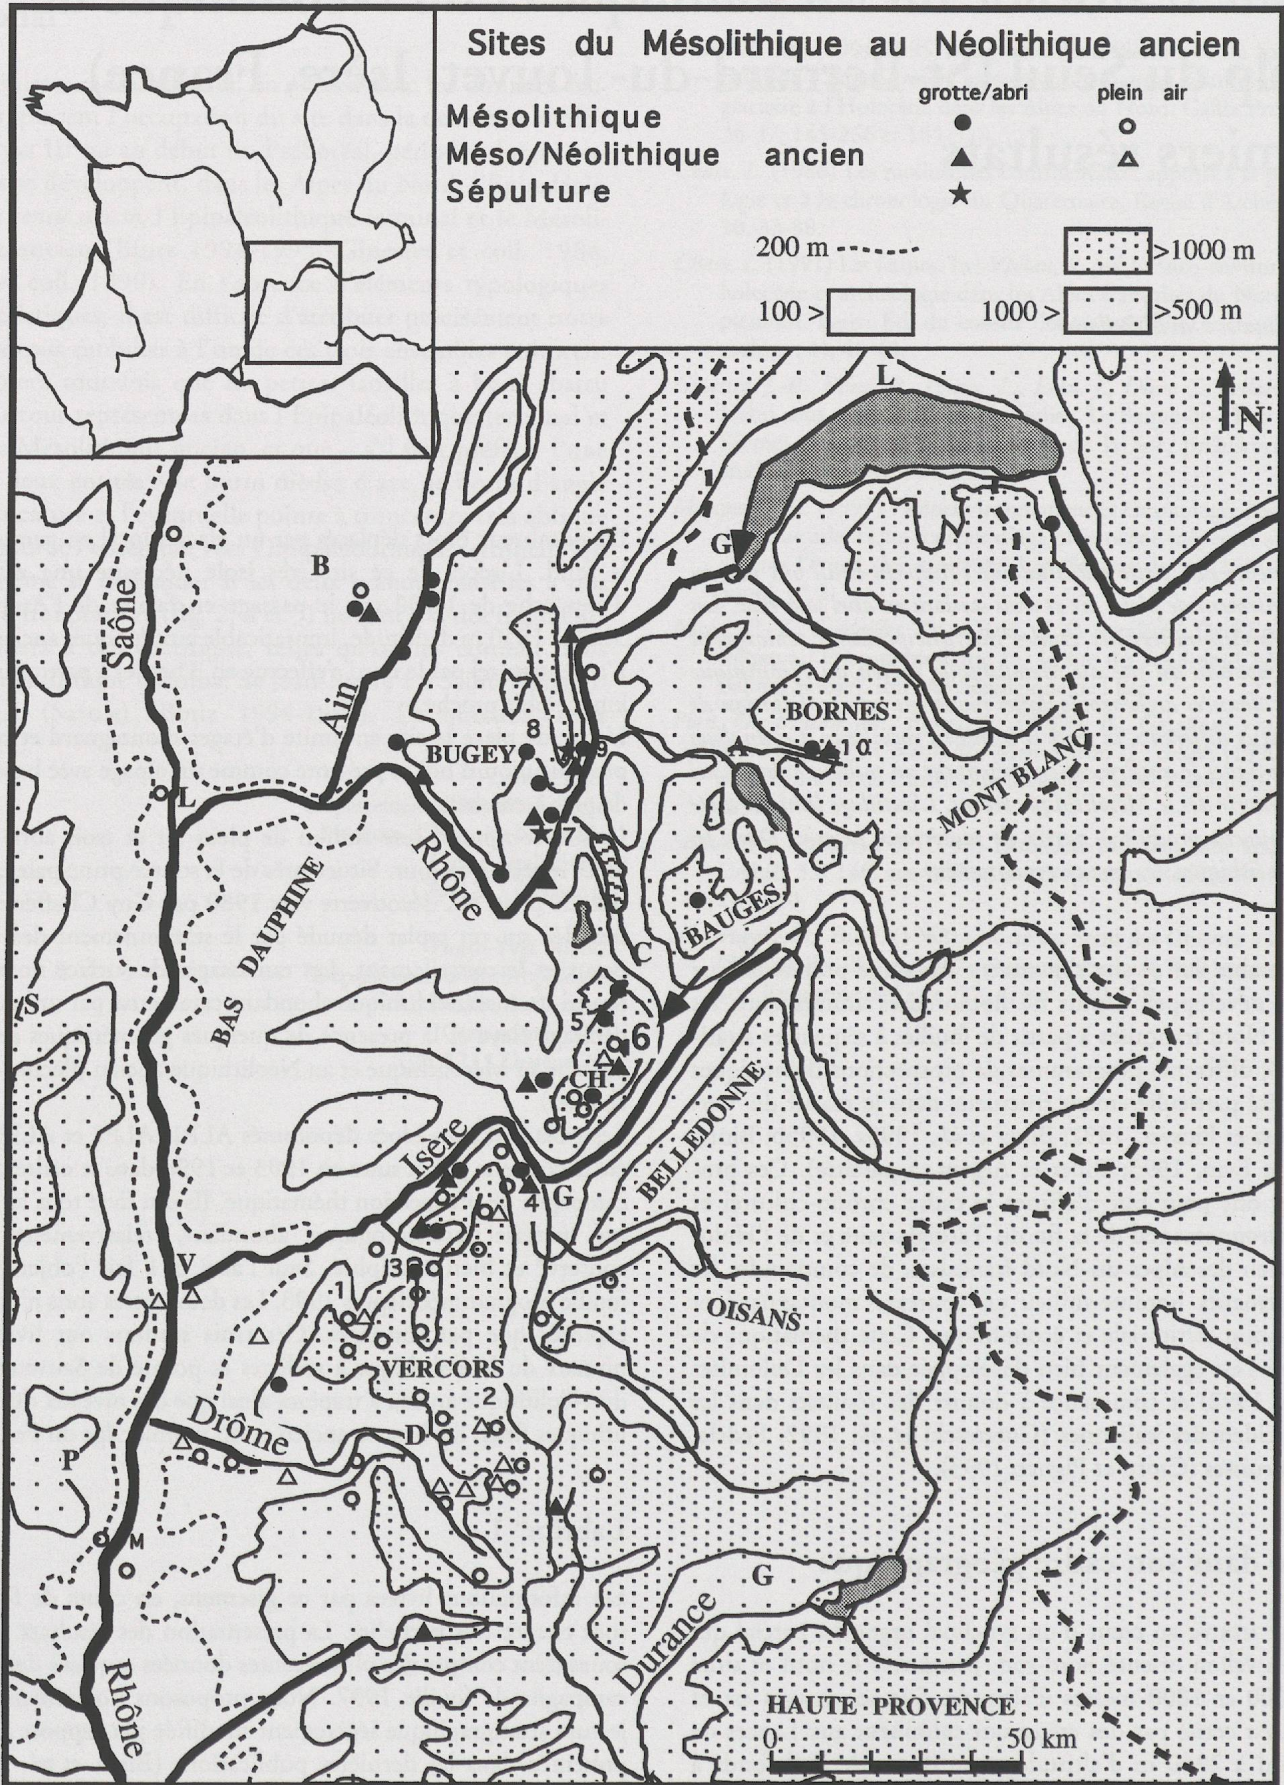 Sites du Mésolithique au Néolithique ancien
grotte/abri plein air
Mésolithique
Méso/Néolithique ancien
Sépulture
200 m
>1000 m
100 >
1000 >
>500 m
L
N
G
B
Saône
Ain
BORNES
8
BUGEY
9
A
10
MONT BLANC
L
7
Rhône
BAS DAUPHINE
BAUGES
C
S
5
6
CH
BELLEDONNE
Isère
4
G
V
3
1
OISANS
VERCORS
2
Drôme
D
P
M
G
Durance
Rhône
HAUTE PROVENCE
0 50 km